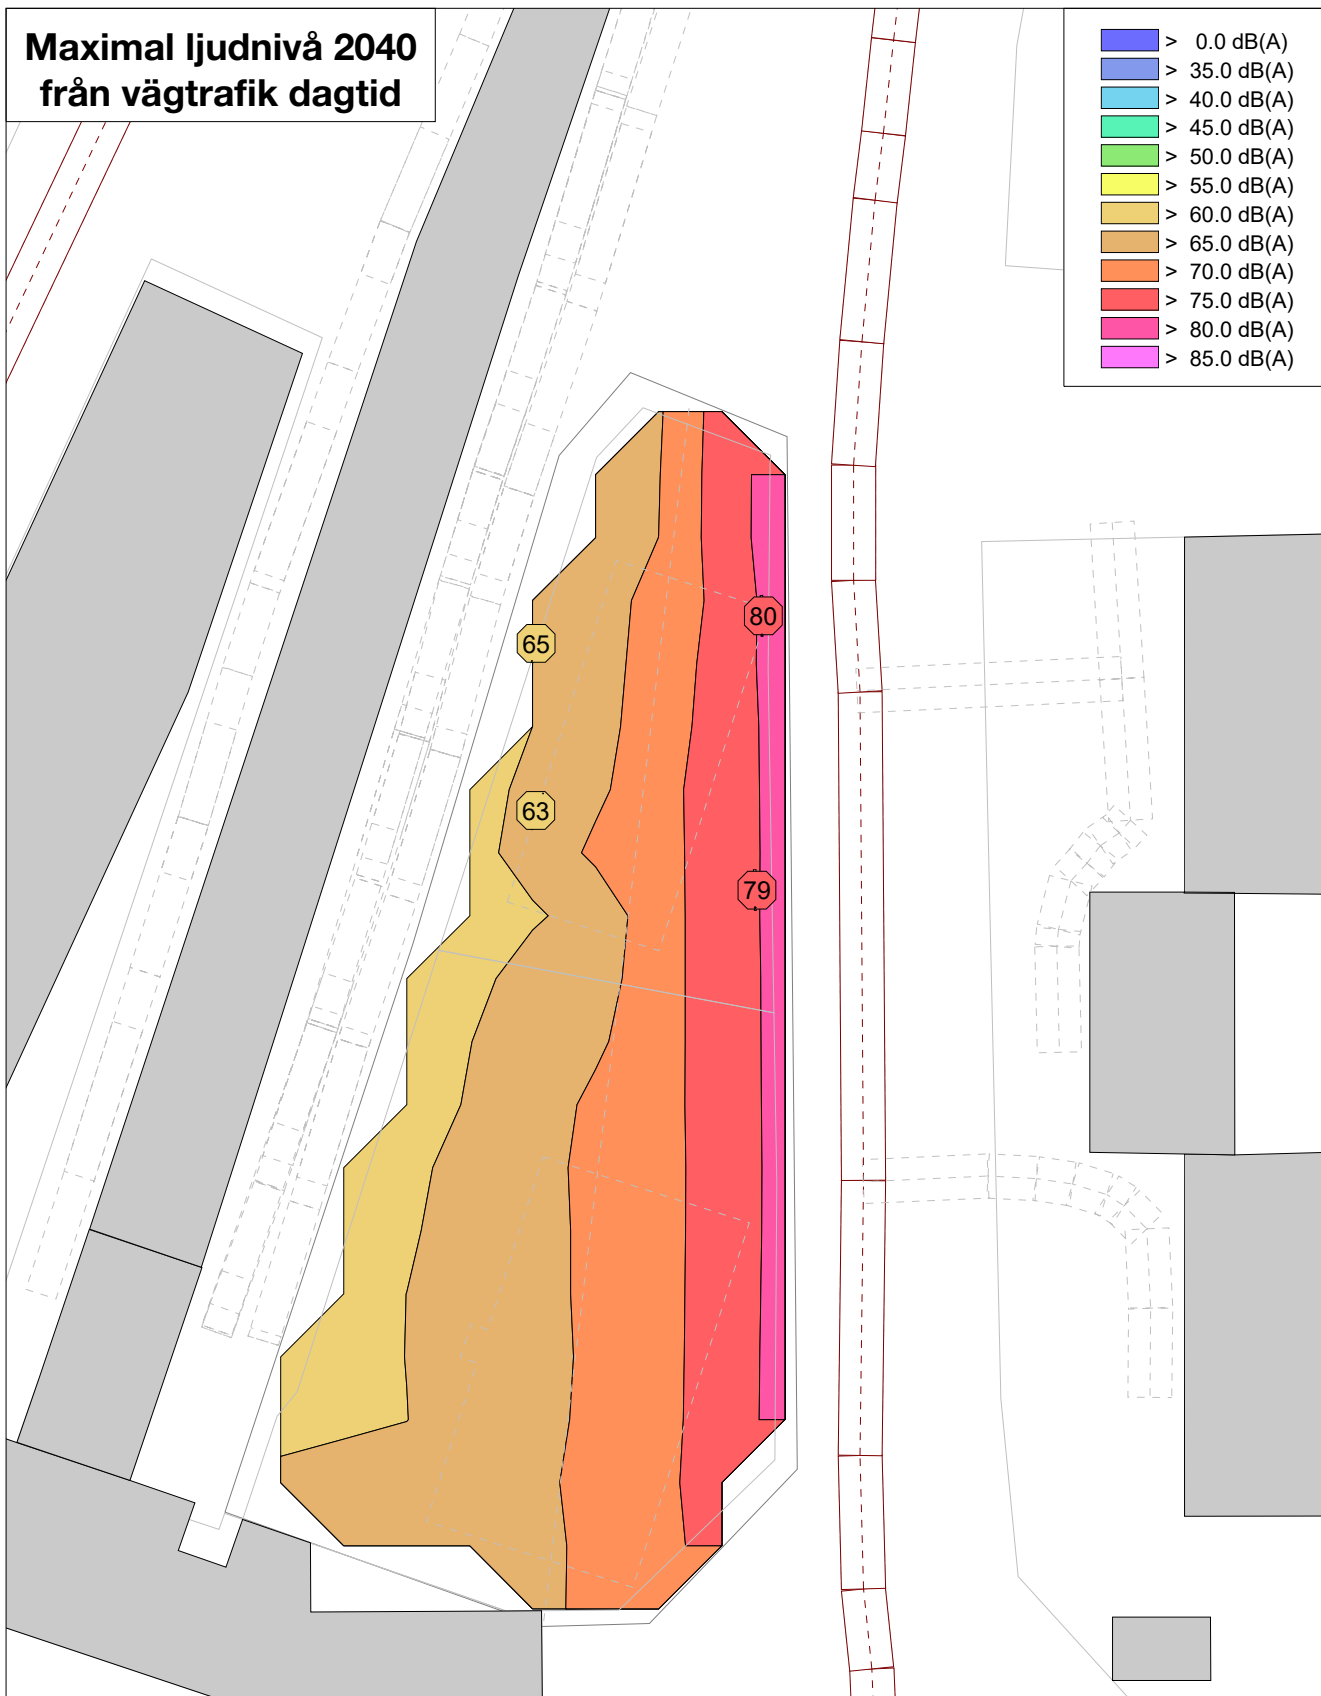 Maximal ljudnivå 2040
från vägtrafik dagtid
> 0.0 dB(A)
> 35.0 dB(A)
> 40.0 dB(A)
> 45.0 dB(A)
> 50.0 dB(A)
> 55.0 dB(A)
> 60.0 dB(A)
> 65.0 dB(A)
> 70.0 dB(A)
> 75.0 dB(A)
> 80.0 dB(A)
> 85.0 dB(A)
80
65
63
79